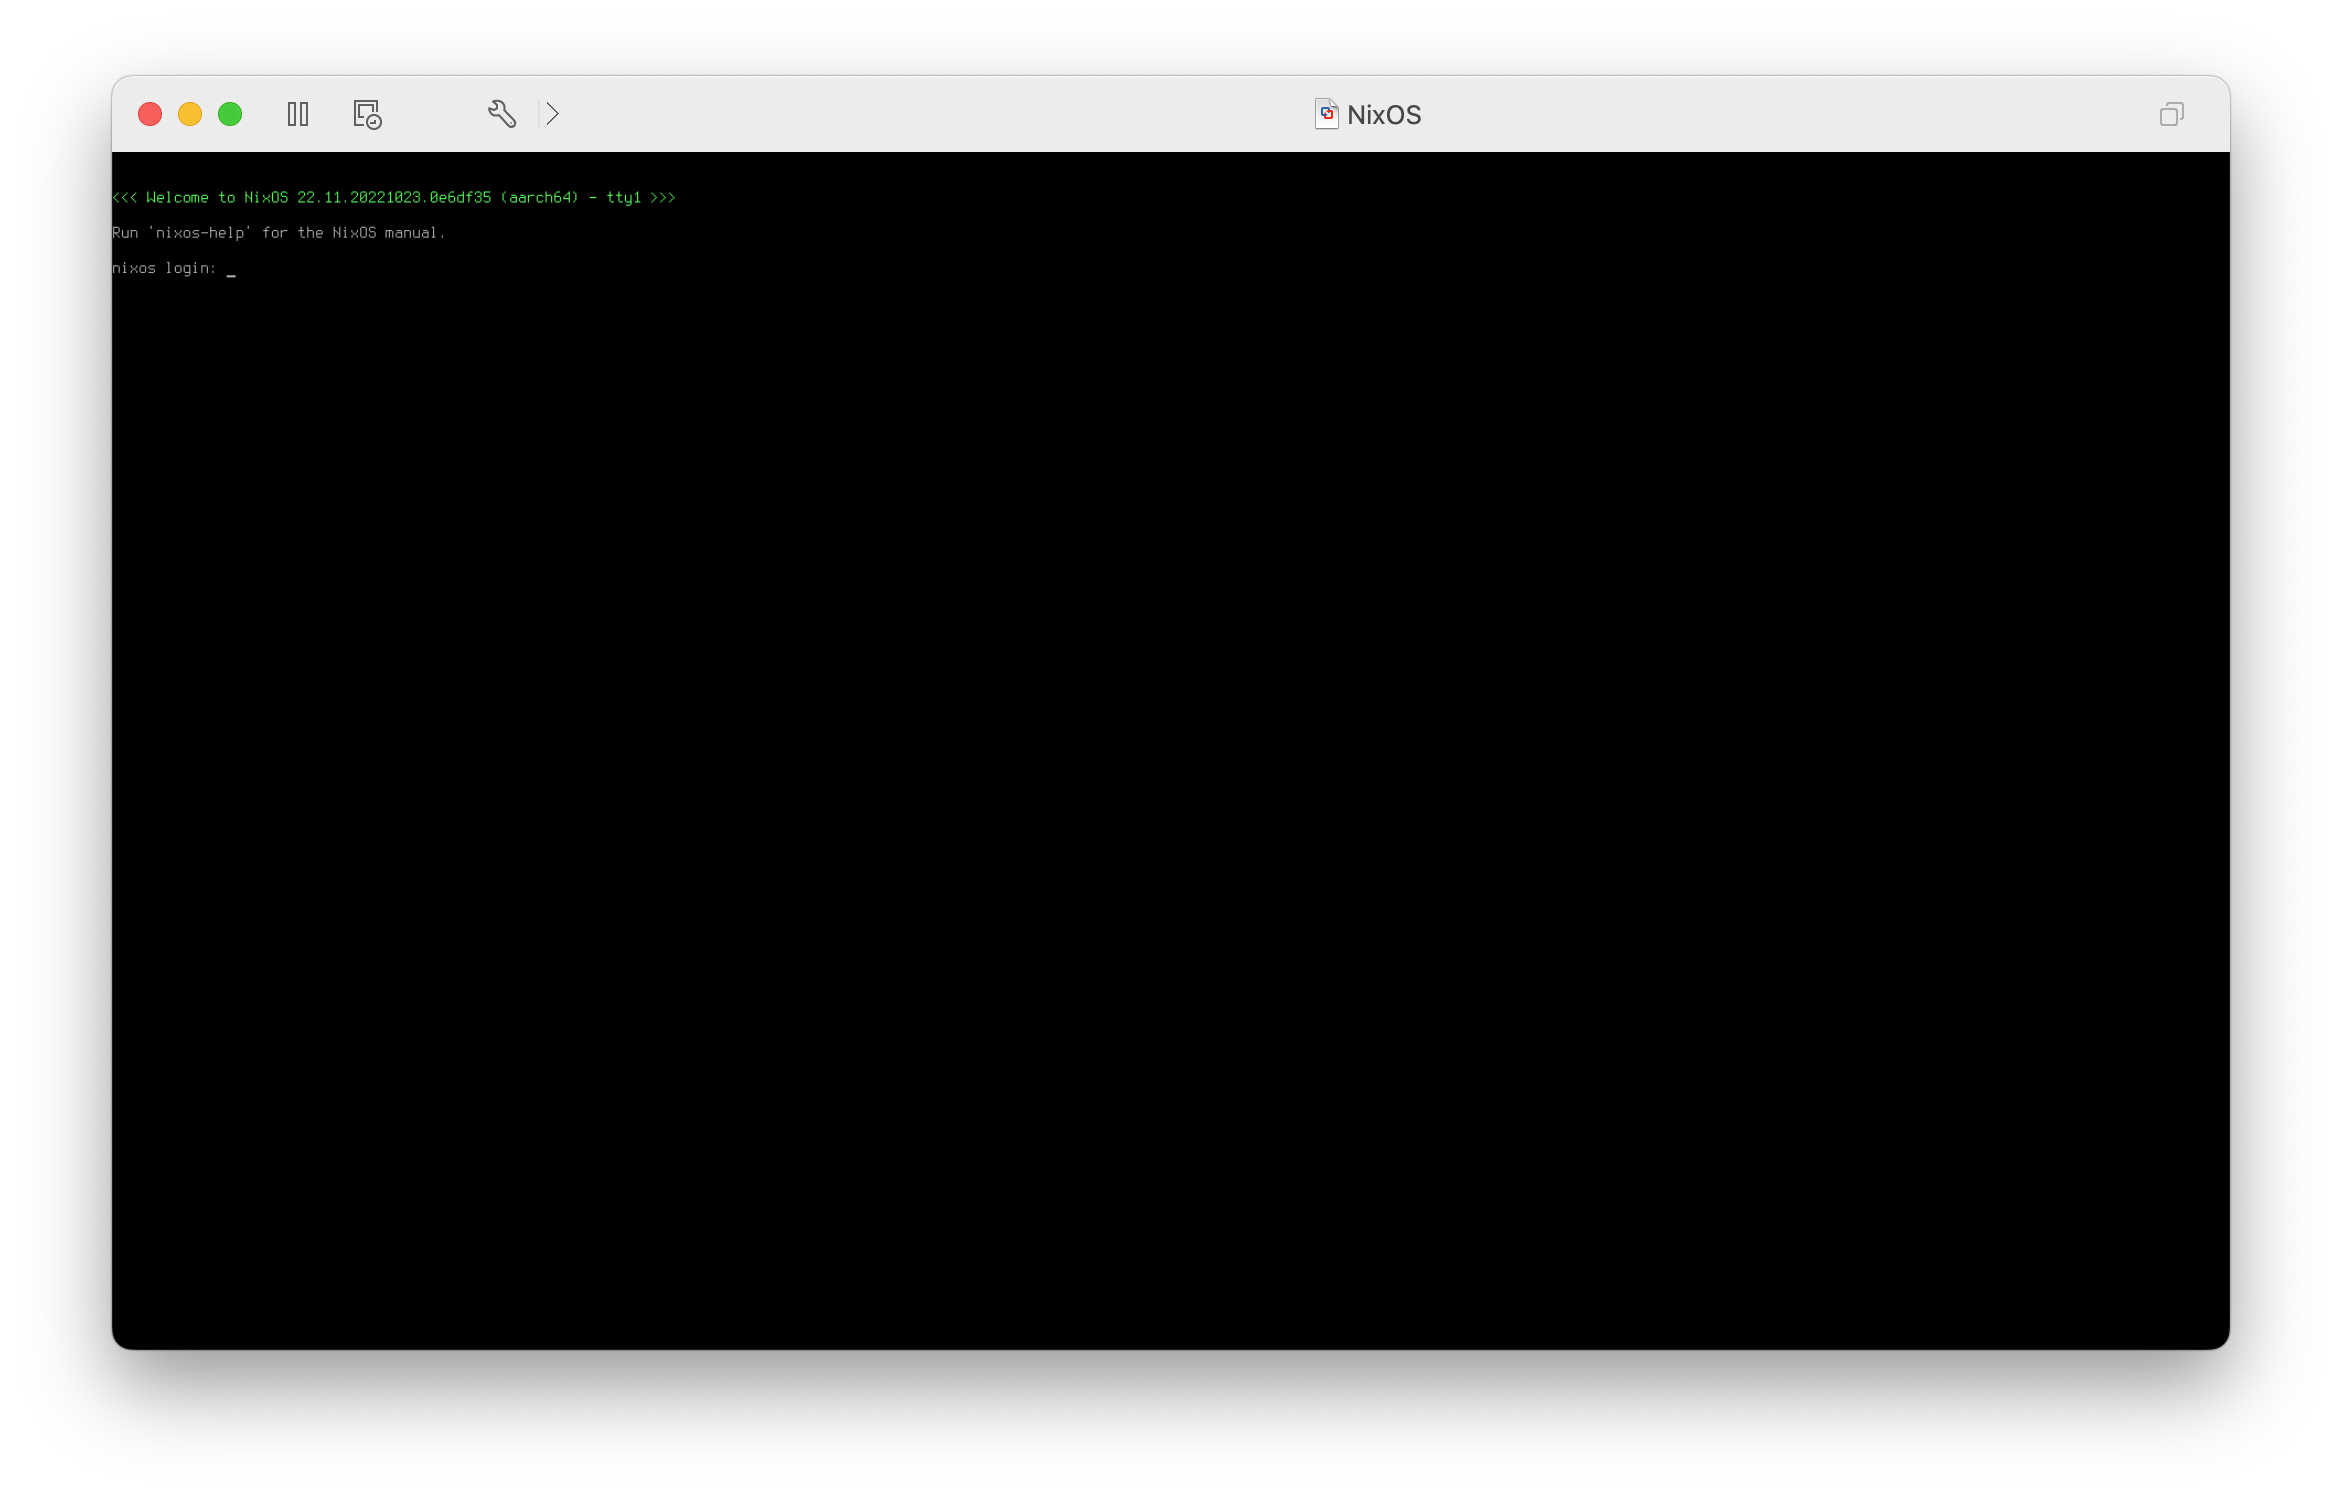 NixOS
<<< Welcome to NixOS 22.11.20221023.0e6df35 (aarch64) - tty1 >>>
Run 'nixos-help' for the NixOS manual.
nixos login: _